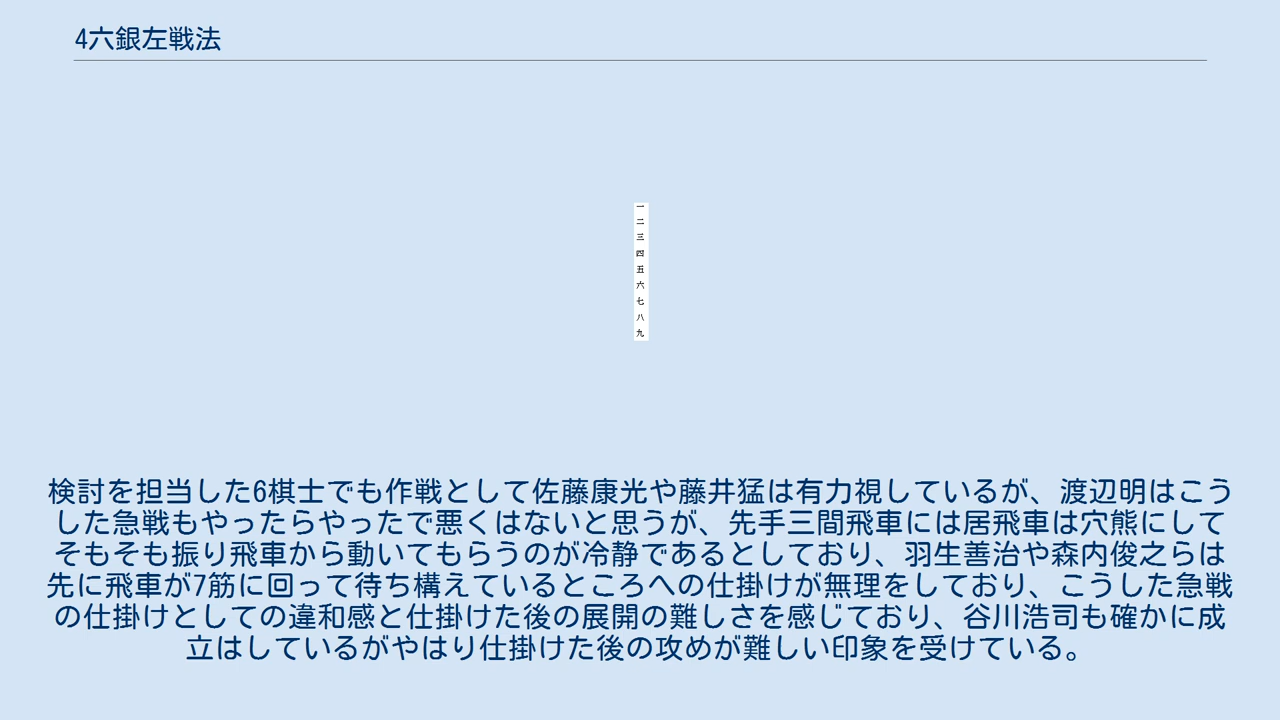 4六銀左戦法
一
二
三
四
五
六
七
八
九
検討を担当した6棋士でも作戦として佐藤康光や藤井猛は有力視しているが、渡辺明はこう
した急戦もやったらやったで悪くはないと思うが、先手三間飛車には居飛車は穴熊にして
そもそも振り飛車から動いてもらうのが冷静であるとしており、羽生善治や森内俊之らは
先に飛車が7筋に回って待ち構えているところへの仕掛けが無理をしており、こうした急戦
の仕掛けとしての違和感と仕掛けた後の展開の難しさを感じており、谷川浩司も確かに成
立はしているがやはり仕掛けた後の攻めが難しい印象を受けている。